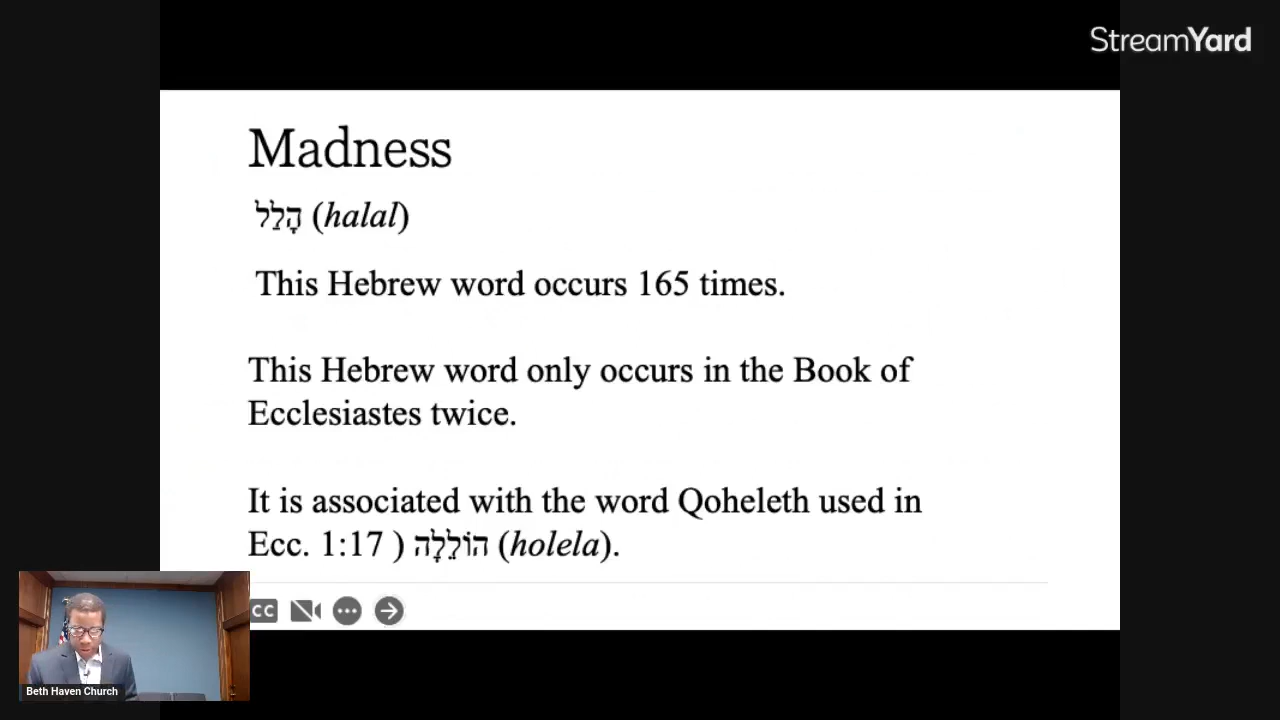 StreamYard
Madness
הָלַל (halal)
This Hebrew word occurs 165 times.
This Hebrew word only occurs in the Book of
Ecclesiastes twice.
It is associated with the word Qoheleth used in
Ecc. 1:17 ) הוֹלֵלָה (holela).
CC
Beth Haven Church